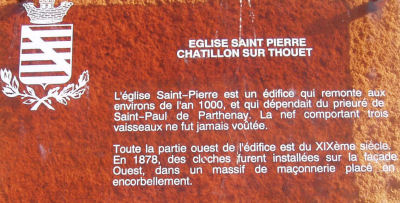 EGLISE SAINT PIERRE
CHATILLON SUR THOUET
L'église Saint-Pierre est un édifice qui remonte aux
environs de l'an 1000, et qui dépendait du prieuré de
Saint-Paul de Parthenay. La nef comportant trois
vaisseaux ne fut jamais voûtée.
Toute la partie ouest de l'édifice est du XIXème siècle.
En 1878, des cloches furent installées sur la façade
Ouest, dans un massif de maçonnerie placé en
encorbellement.